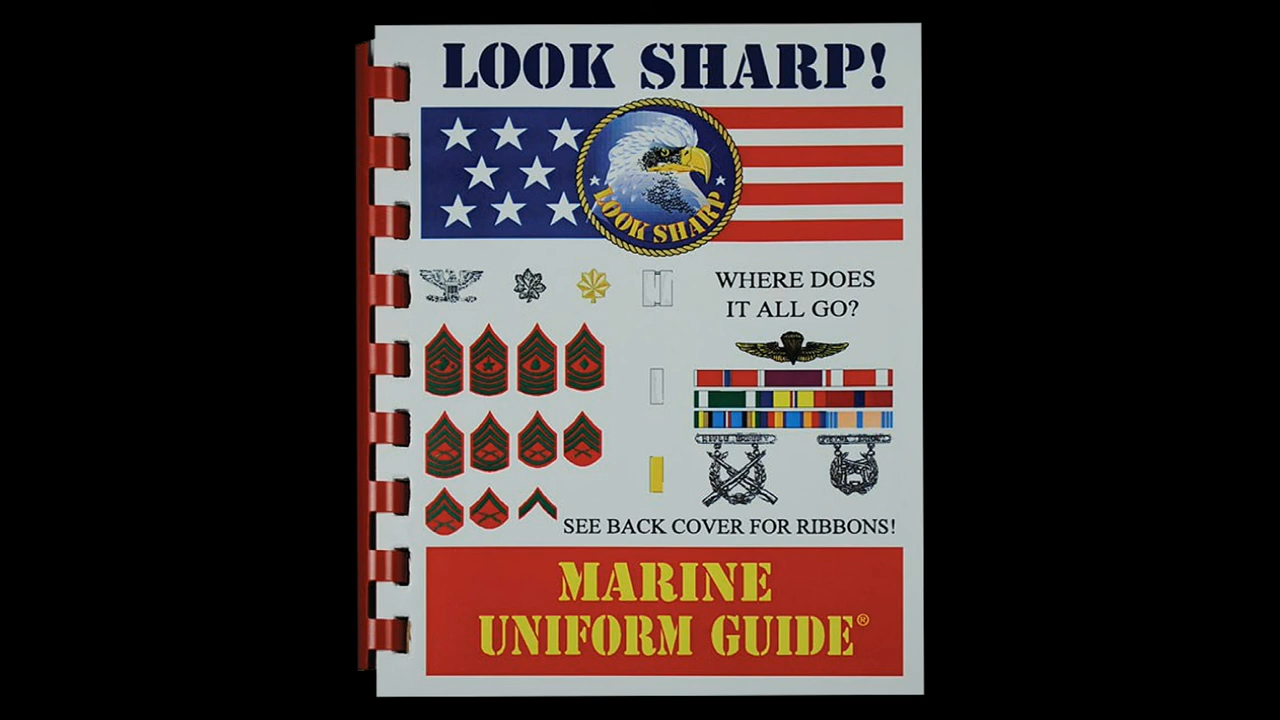 LOOK SHARP!
LOOK SHARP
WHERE DOES
IT ALL GO?
SEE BACK COVER FOR RIBBONS!
MARINE
UNIFORM GUIDE®